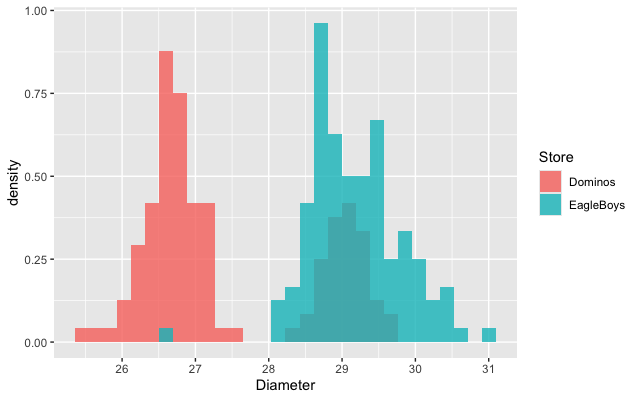 1.00
0.75
0.50
0.25
0.00
density
26 27 28 29 30 31
Diameter
Store
Dominos
EagleBoys